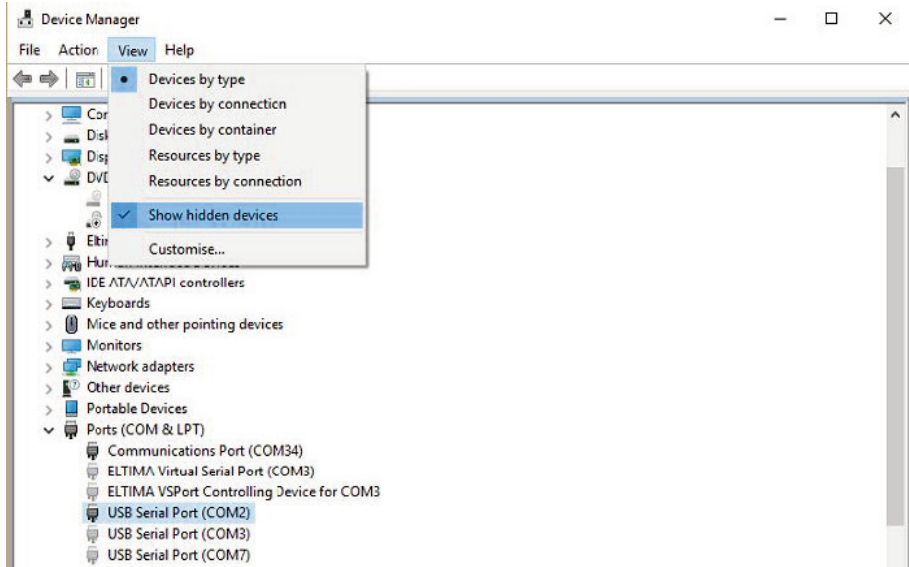 Device Manager
File Action View Help
Devices by type
Devices by connection
Devices by container
Resources by type
Resources by connection
Show hidden devices
Customise...
IDE ATA/ATAPI controllers
Keyboards
Mice and other pointing devices
Monitors
Network adapters
Other devices
Portable Devices
Ports (COM & LPT)
Communications Port (COM34)
ELTIMA Virtual Serial Port (COM3)
ELTIMA VSPort Controlling Device for COM3
USB Serial Port (COM2)
USB Serial Port (COM3)
USB Serial Port (COM7)